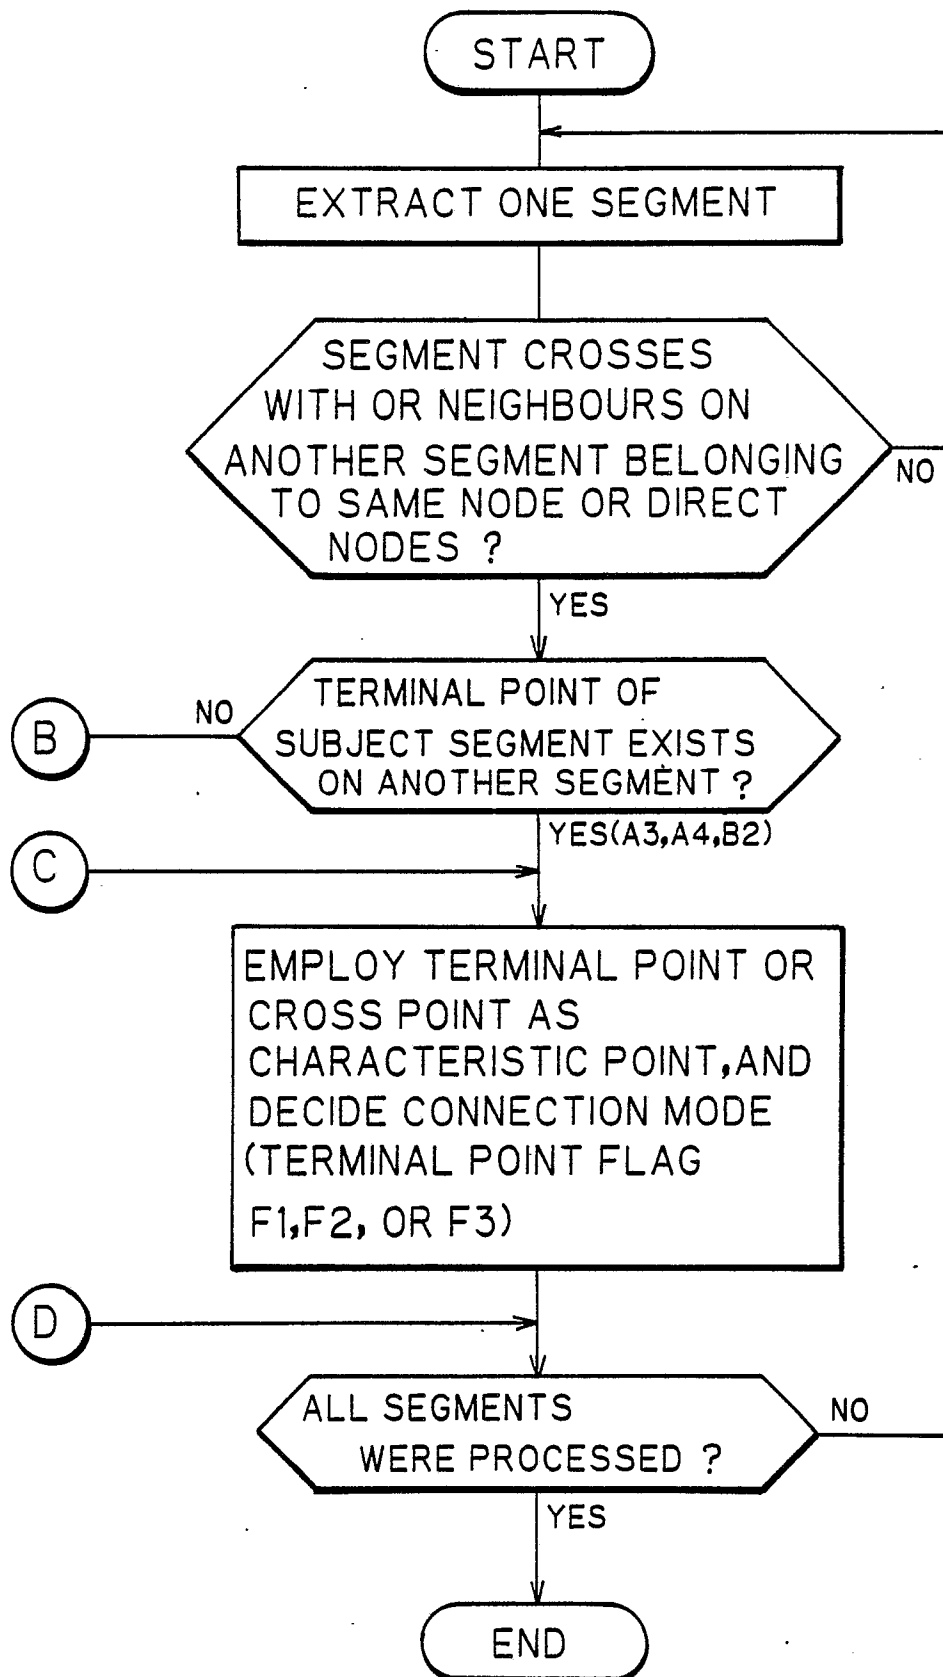 START
EXTRACT ONE SEGMENT
SEGMENT CROSSES
WITH OR NEIGHBOURS ON
ANOTHER SEGMENT BELONGING
TO SAME NODE OR DIRECT
NODES ?
NO
YES
TERMINAL POINT OF
SUBJECT SEGMENT EXISTS
ON ANOTHER SEGMENT ?
NO
B
YES(A3,A4,B2)
C
EMPLOY TERMINAL POINT OR
CROSS POINT AS
CHARACTERISTIC POINT,AND
DECIDE CONNECTION MODE
(TERMINAL POINT FLAG
F1,F2, OR F3)
D
ALL SEGMENTS
WERE PROCESSED ?
NO
YES
END